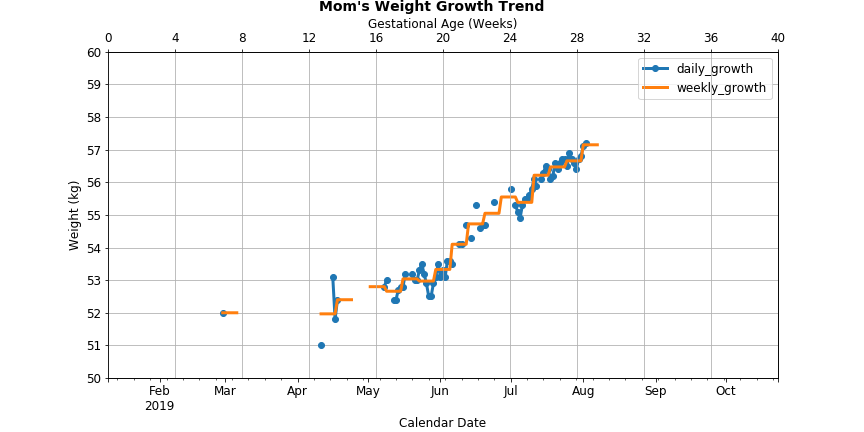 Mom's Weight Growth Trend
Gestational Age (Weeks)
0 4 8 12 16 20 24 28 32 36 40
60
59
58
57
56
55
54
53
52
51
50
Weight (kg)
daily_growth
weekly_growth
Feb Mar Apr May Jun Jul Aug Sep Oct
2019
Calendar Date